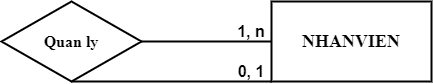 1, n
Quan ly
NHANVIEN
0, 1